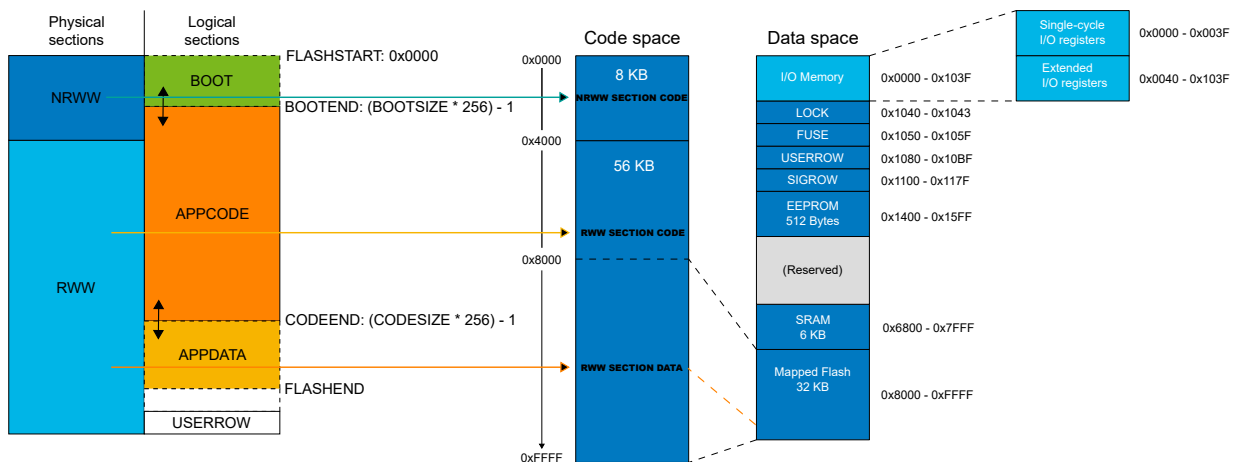 Physical
sections
Logical
sections
NRWW
RWW
BOOT
APPCODE
APPDATA
USERROW
FLASHSTART: 0x0000
BOOTEND: (BOOTSIZE * 256) - 1
CODEEND: (CODESIZE * 256) - 1
FLASHEND
Code space
0x0000
0x4000
0x8000
0xFFFF
8 KB
NRWW SECTION CODE
56 KB
RWW SECTION CODE
RWW SECTION DATA
Data space
I/O Memory
0x0000 - 0x103F
LOCK
0x1040 - 0x1043
FUSE
0x1050 - 0x105F
USERROW
0x1080 - 0x10BF
SIGROW
0x1100 - 0x117F
EEPROM
512 Bytes
0x1400 - 0x15FF
(Reserved)
SRAM
6 KB
0x6800 - 0x7FFF
Mapped Flash
32 KB
0x8000 - 0xFFFF
Single-cycle
I/O registers
0x0000 - 0x003F
Extended
I/O registers
0x0040 - 0x103F